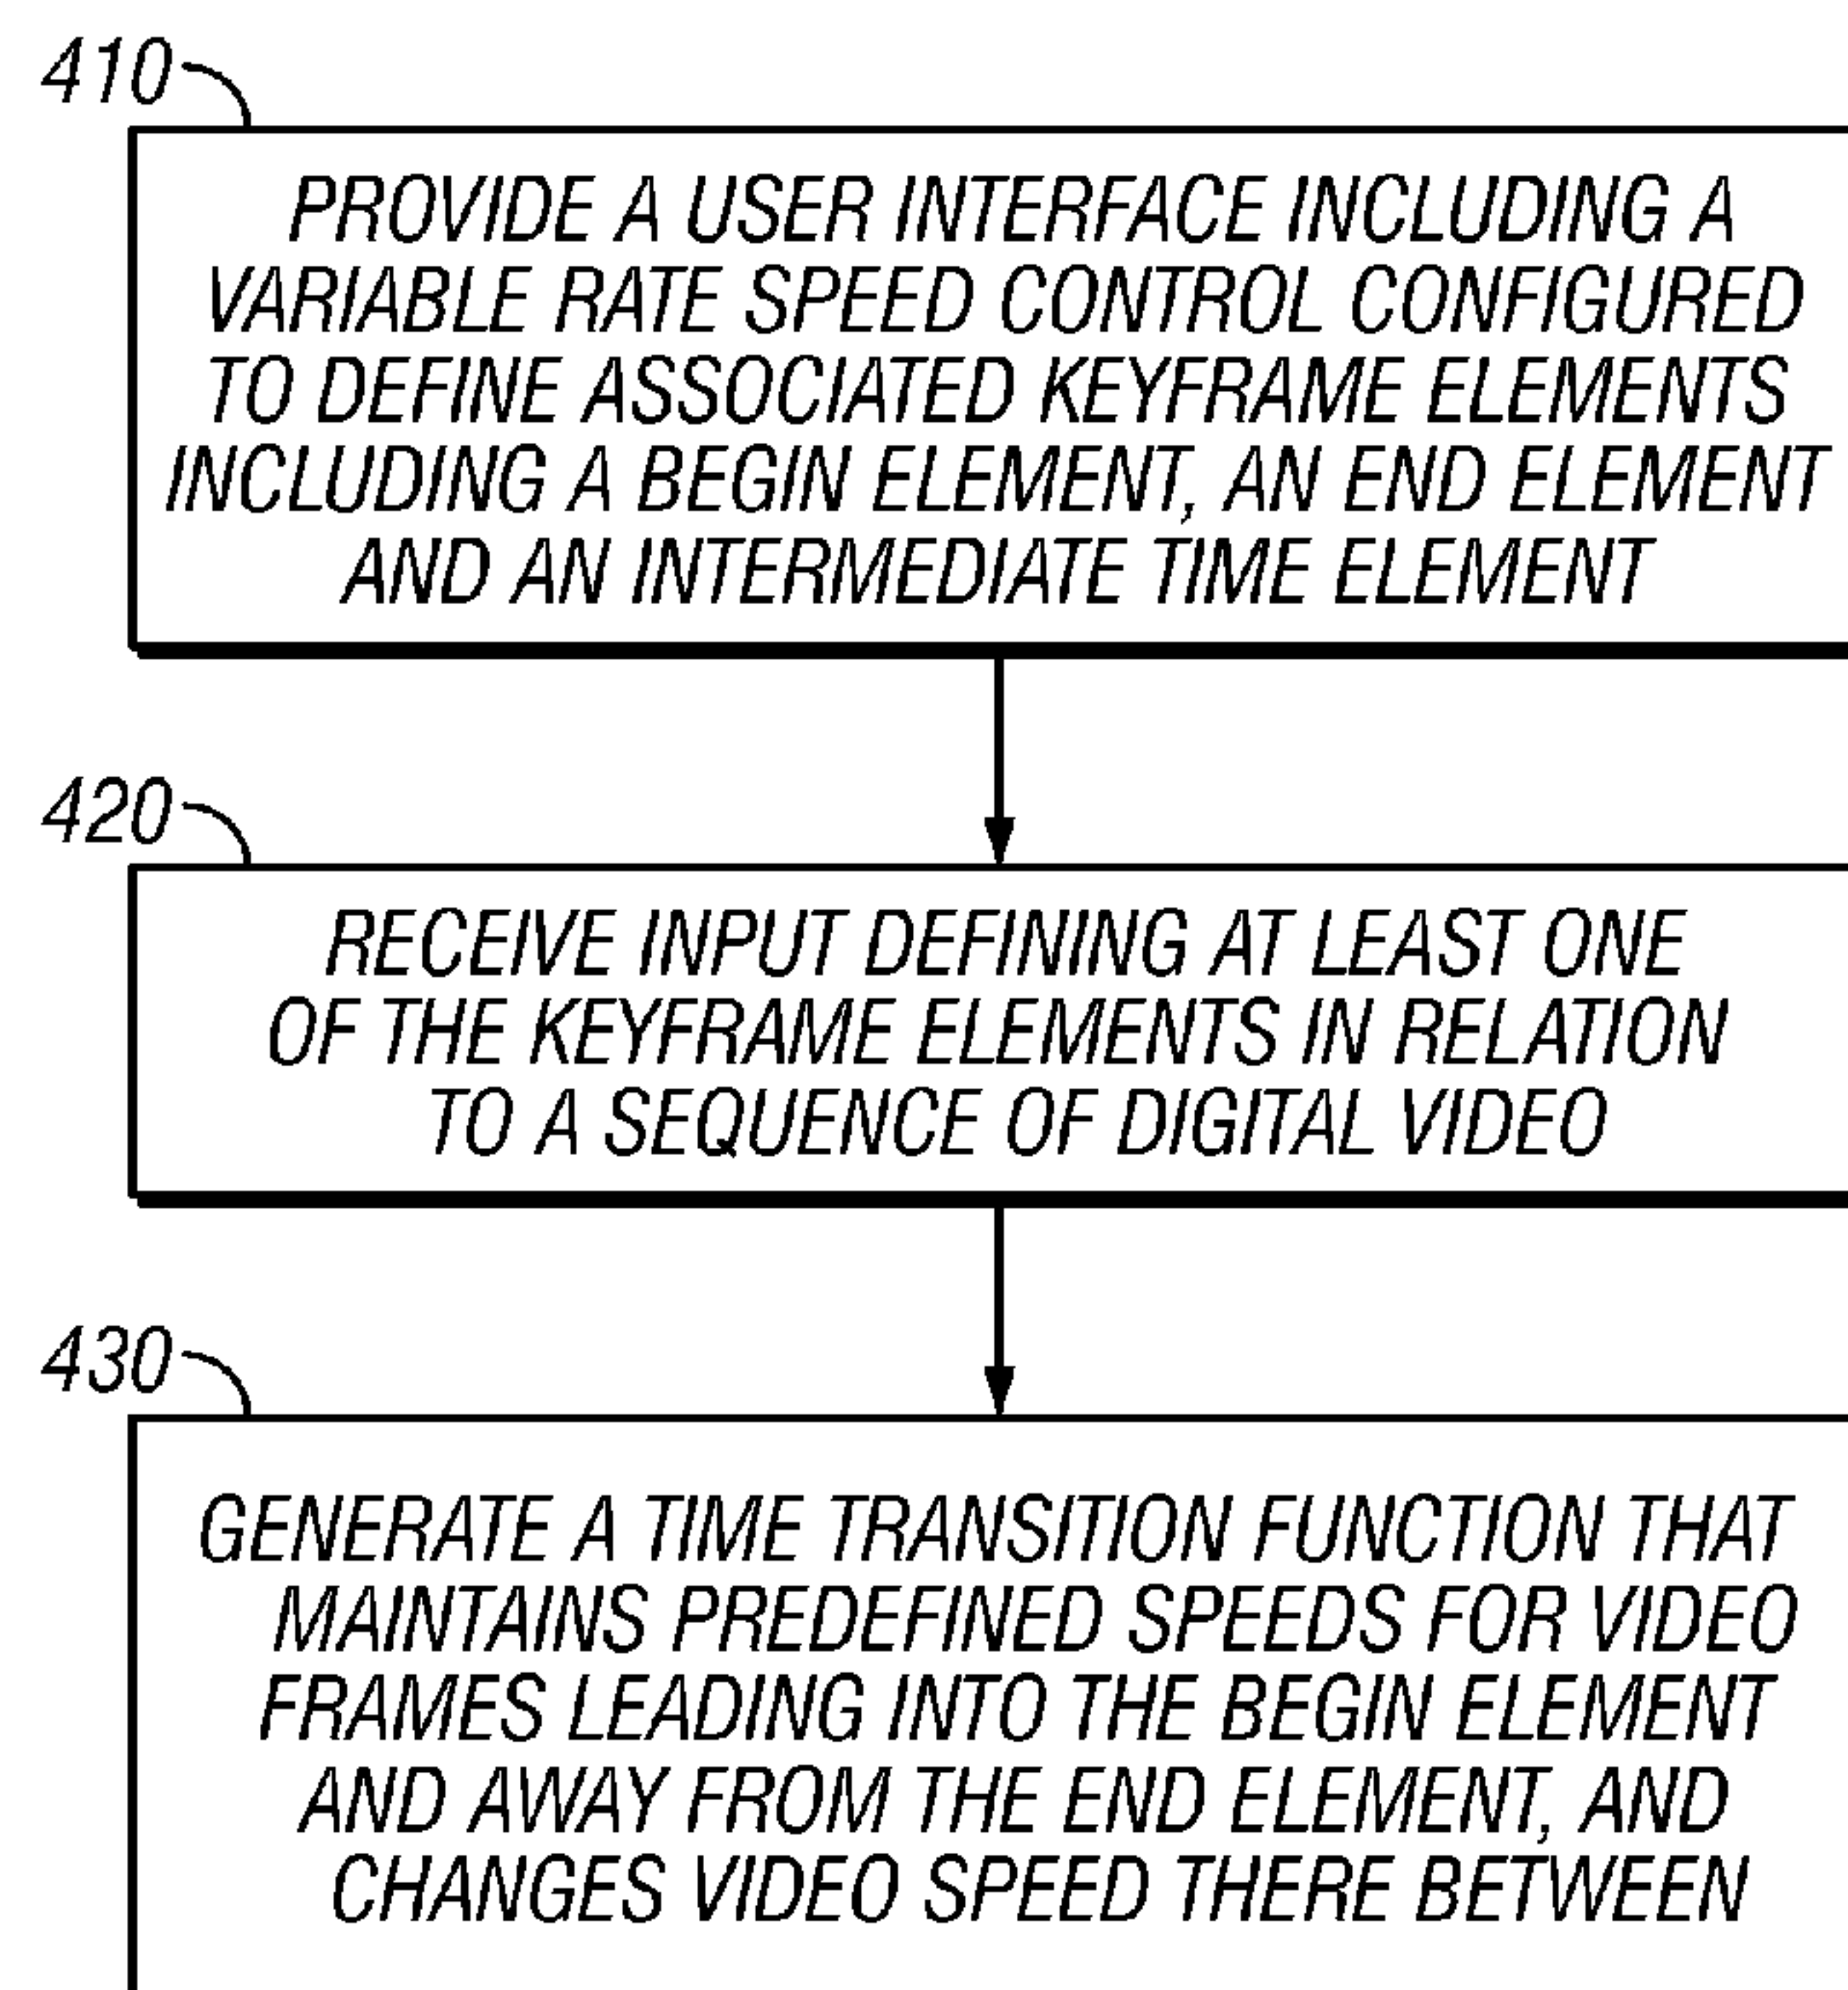 410
PROVIDE A USER INTERFACE INCLUDING A
VARIABLE RATE SPEED CONTROL CONFIGURED
TO DEFINE ASSOCIATED KEYFRAME ELEMENTS
INCLUDING A BEGIN ELEMENT, AN END ELEMENT
AND AN INTERMEDIATE TIME ELEMENT
420
RECEIVE INPUT DEFINING AT LEAST ONE
OF THE KEYFRAME ELEMENTS IN RELATION
TO A SEQUENCE OF DIGITAL VIDEO
430
GENERATE A TIME TRANSITION FUNCTION THAT
MAINTAINS PREDEFINED SPEEDS FOR VIDEO
FRAMES LEADING INTO THE BEGIN ELEMENT
AND AWAY FROM THE END ELEMENT, AND
CHANGES VIDEO SPEED THERE BETWEEN